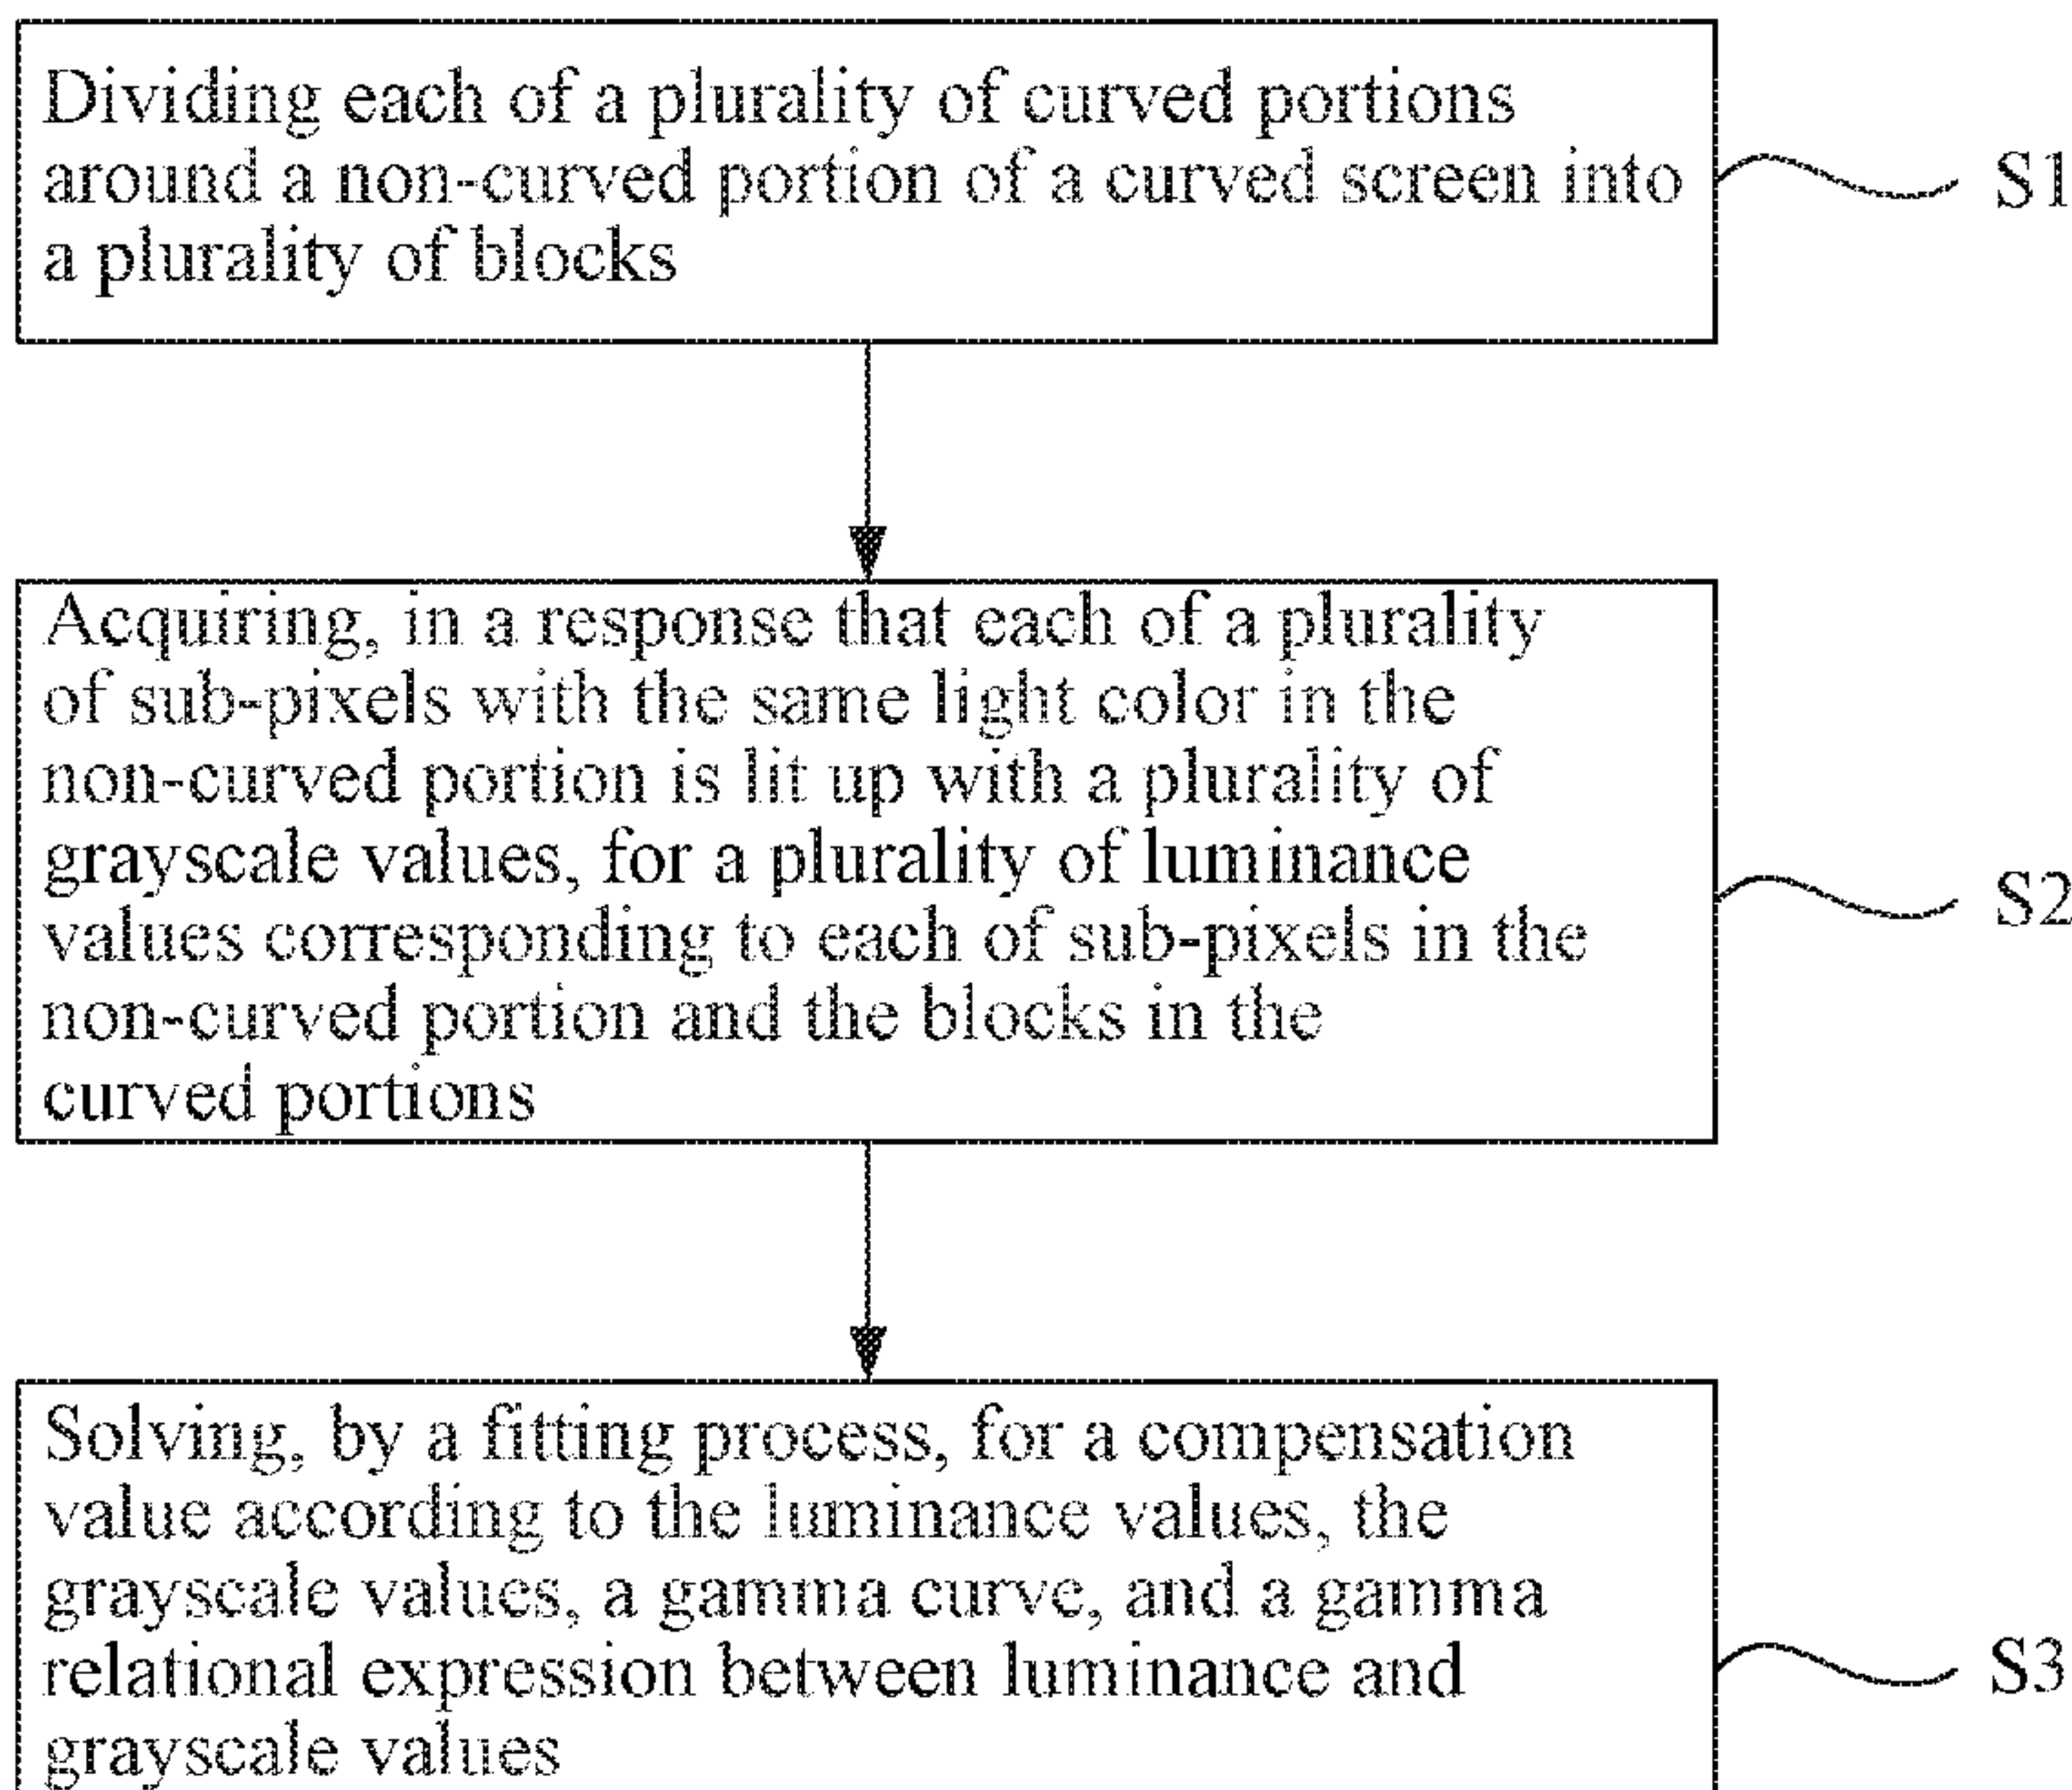 Dividing each of a plurality of curved portions
around a non-curved portion of a curved screen into
a plurality of blocks
S1
Acquiring, in a response that each of a plurality
of sub-pixels with the same light color in the
non-curved portion is lit up with a plurality of
grayscale values, for a plurality of luminance
values corresponding to each of sub-pixels in the
non-curved portion and the blocks in the
curved portions
S2
Solving, by a fitting process, for a compensation
value according to the luminance values, the
grayscale values, a gamma curve, and a gamma
relational expression between luminance and
grayscale values
S3